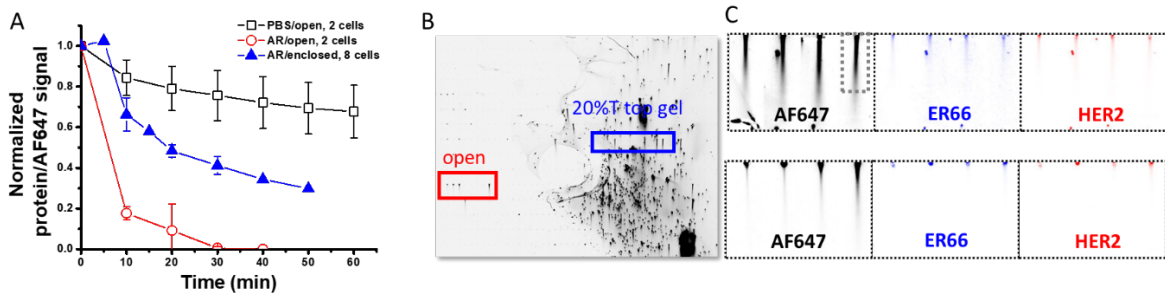 A
PBS/open, 2 cells
AR/open, 2 cells
AR/enclosed, 8 cells
Normalized
protein/AF647 signal
1.0
0.8
0.6
0.4
0.2
0.0
0 10 20 30 40 50 60
Time (min)
B
20%T top gel
open
C
AF647 ER66 HER2
AF647 ER66 HER2